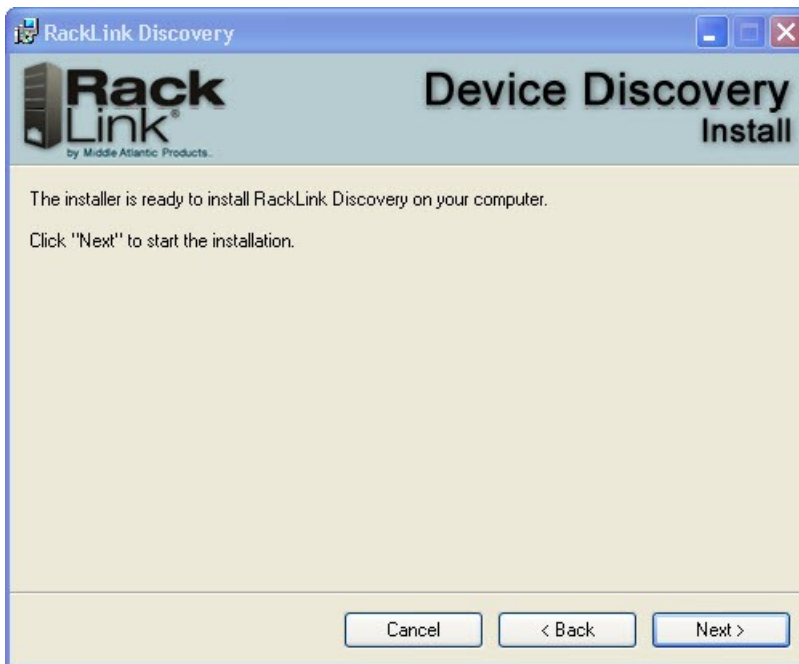 RackLink Discovery
Rack
Link®
by Middle Atlantic Products.
Device Discovery
Install
The installer is ready to install RackLink Discovery on your computer.
Click "Next" to start the installation.
Cancel
< Back
Next >